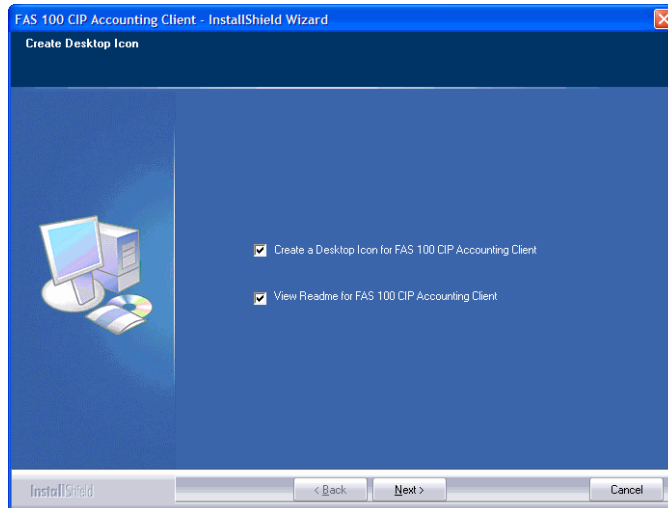 FAS 100 CIP Accounting Client - InstallShield Wizard
Create Desktop Icon
Create a Desktop Icon for FAS 100 CIP Accounting Client
View Readme for FAS 100 CIP Accounting Client
InstallShield
< Back Next > Cancel